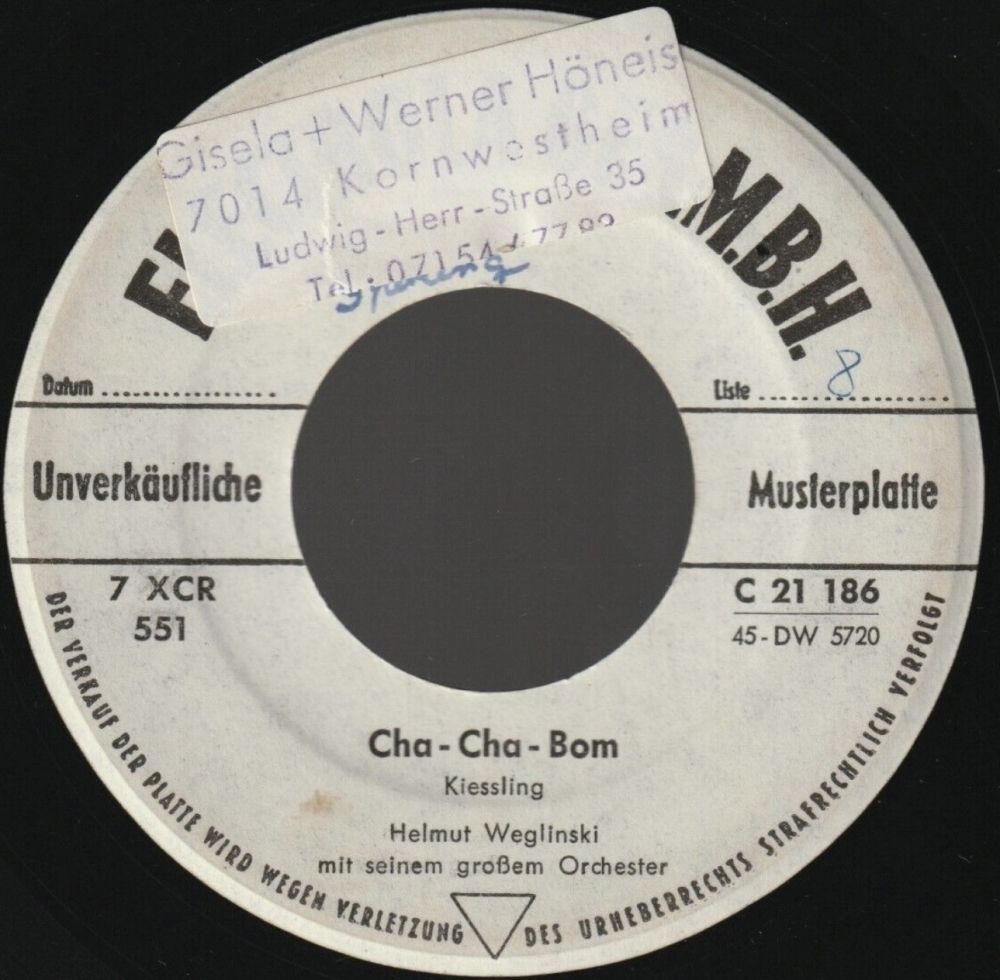 Gisela + Werner Höneis
7014 Kornwestheim
Ludwig-Herr-Straße 35
Tel.: 07154
M.B.H.
Datum
Liste 8
Unverkäufliche
Musterplatte
7 XCR
551
C 21 186
45-DW 5720
Cha-Cha-Bom
Kiessling
Helmut Weglinski
mit seinem großem Orchester
DER VERKAUF DER PLATTE WIRD WEGEN VERLETZUNG DES URHEBERRECHTS STRAFRECHTLICH VERFOLGT